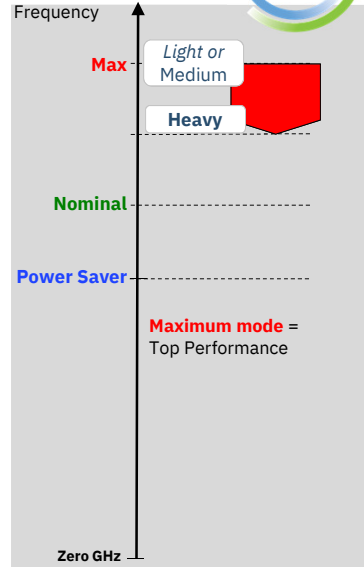 Frequency
Max
Light or
Medium
Heavy
Nominal
Power Saver
Maximum mode =
Top Performance
Zero GHz